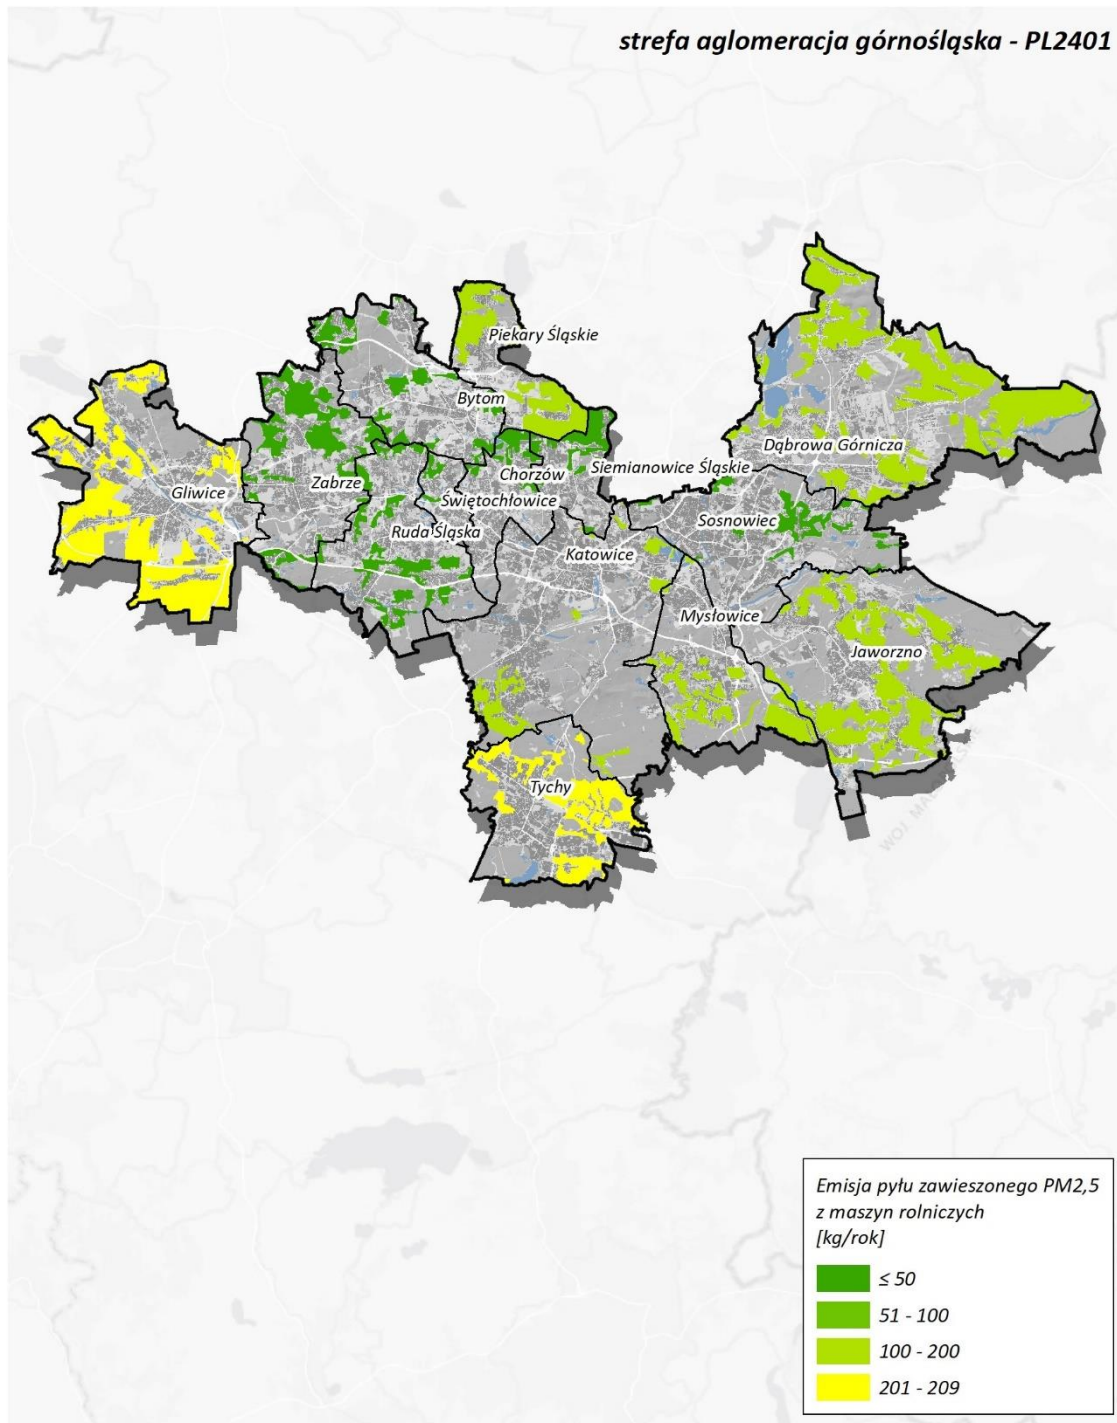 strefa aglomeracja górnośląska - PL2401
Piekary Śląskie
Bytom
Dąbrowa Górnicza
Siemianowice Śląskie
Chorzów
Zabrze
Gliwice
Świętochłowice
Sosnowiec
Ruda Śląska
Katowice
Mysłowice
Jaworzno
Tychy
Emisja pyłu zawieszonego PM2,5
z maszyn rolniczych
[kg/rok]
≤ 50
51 - 100
100 - 200
201 - 209